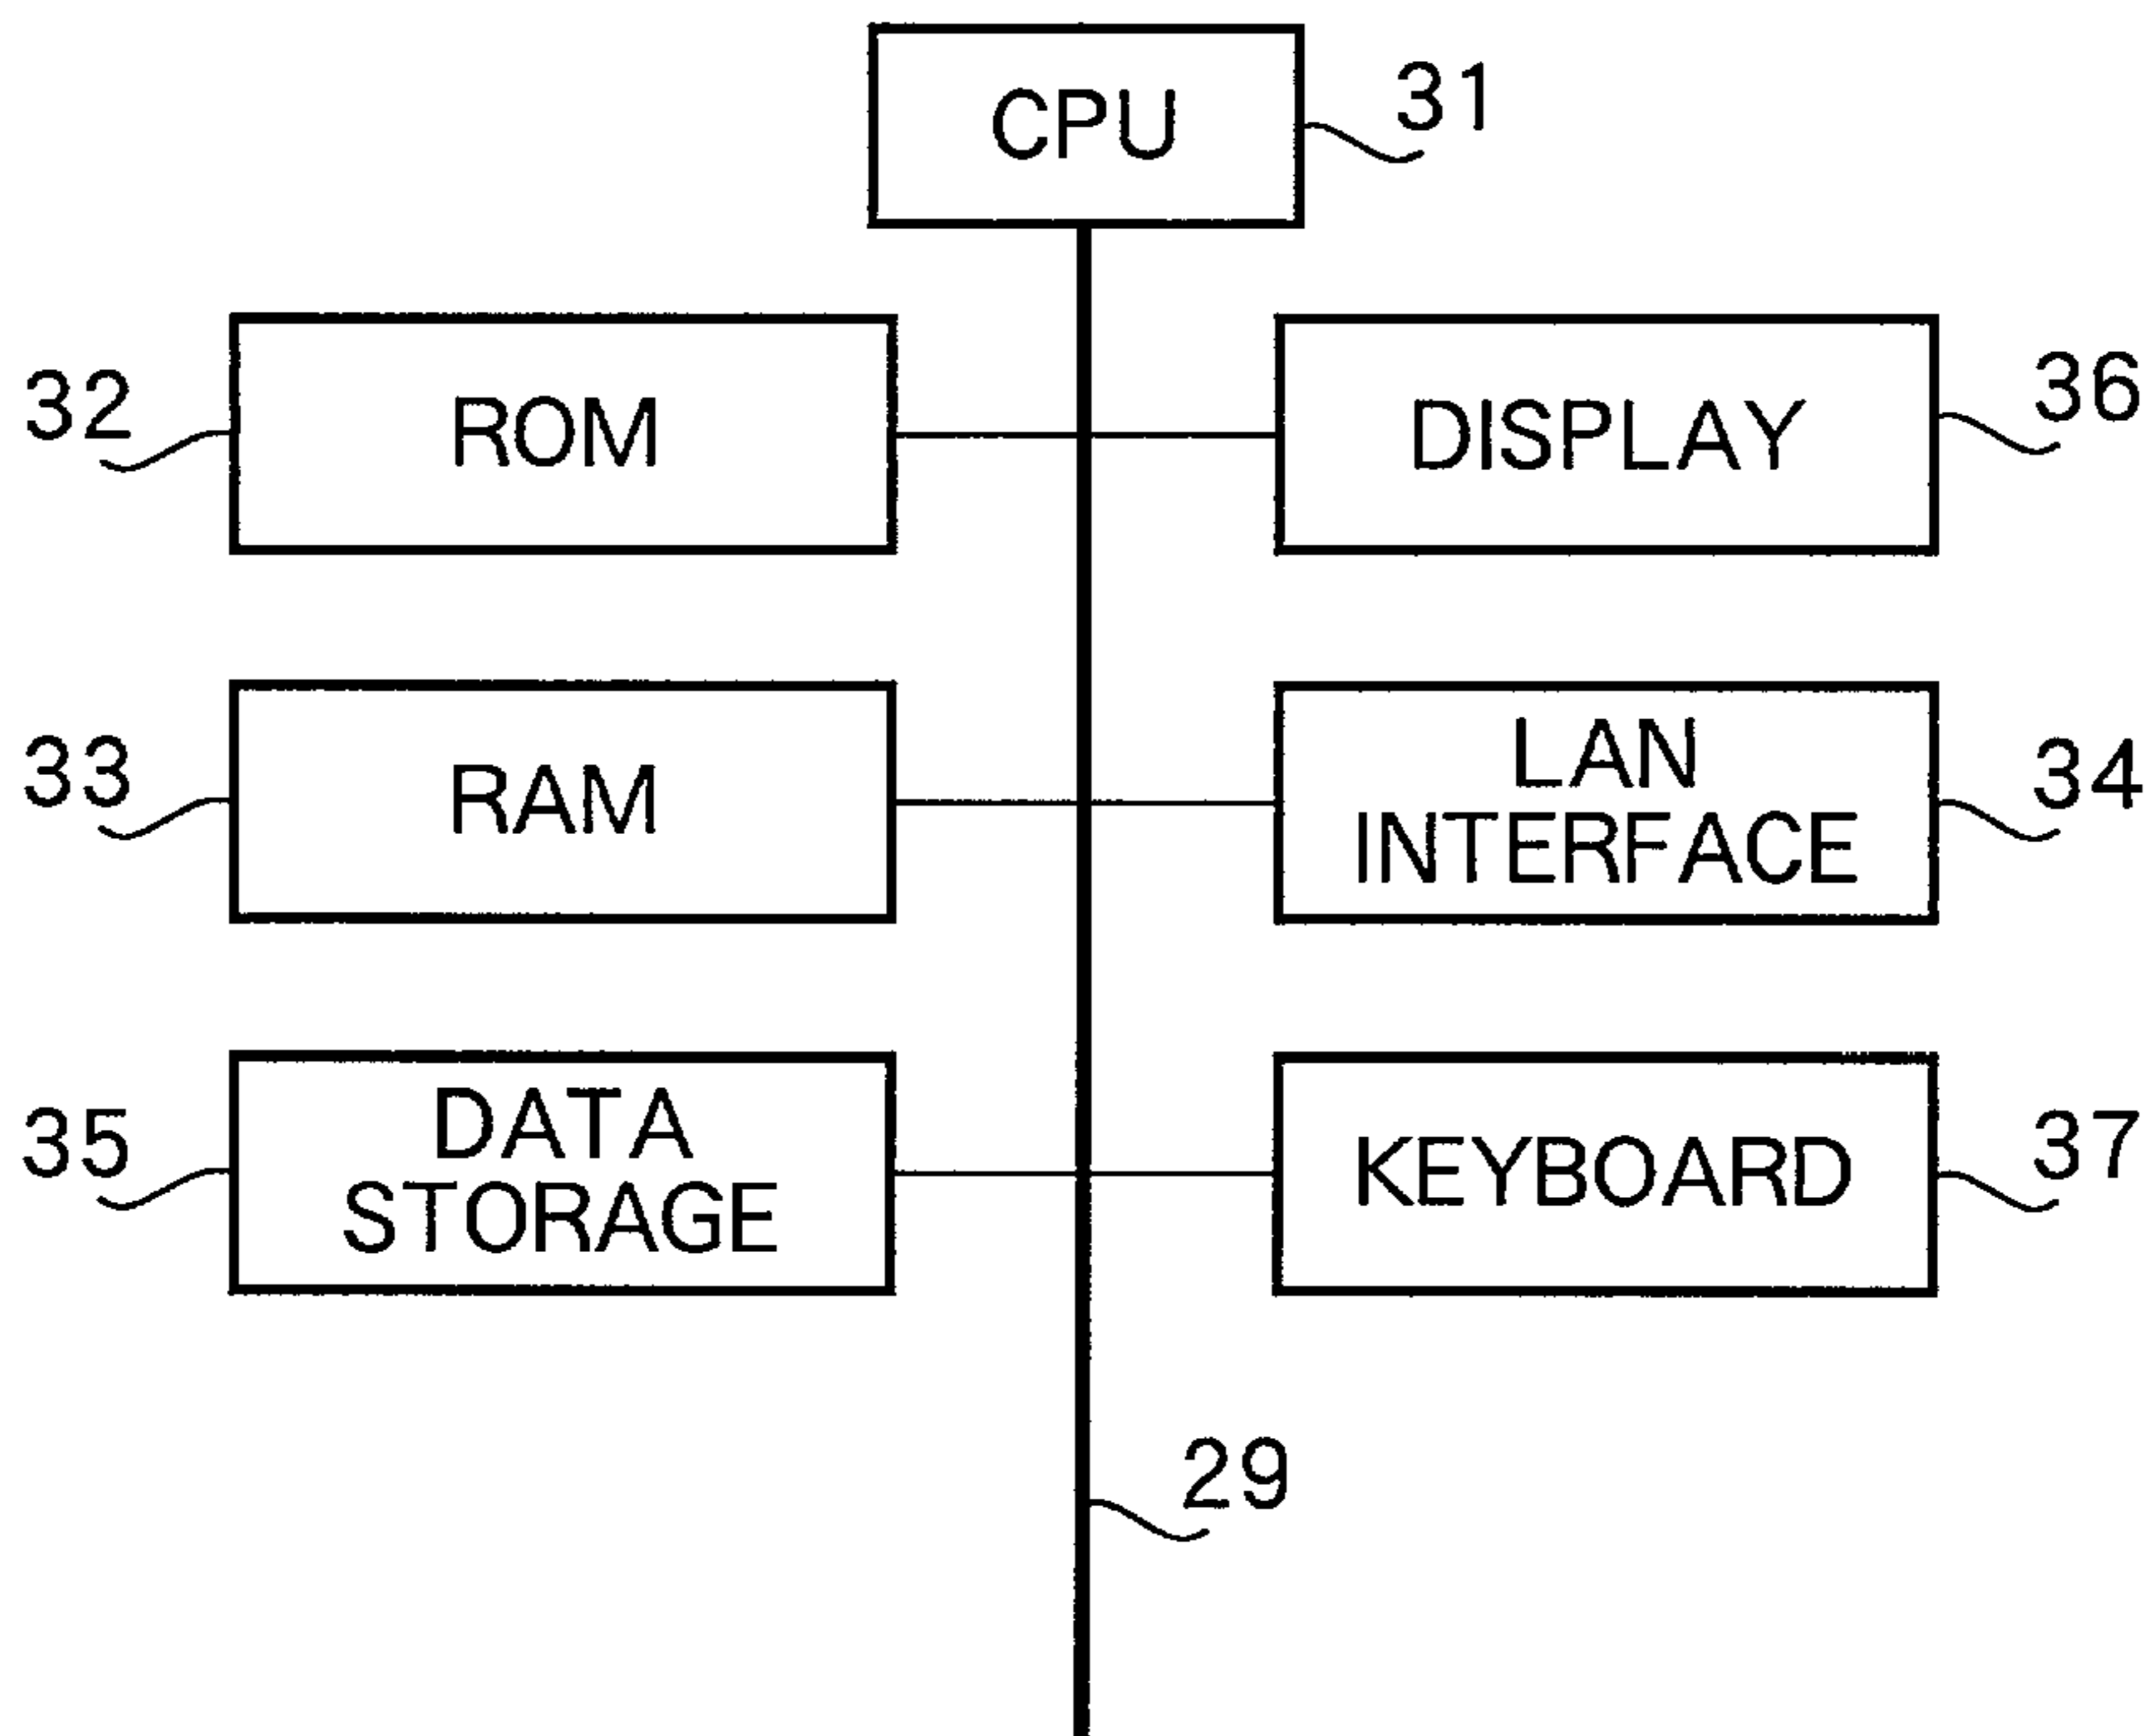 CPU
31
32
ROM
DISPLAY
36
33
RAM
LAN
INTERFACE
34
35
DATA
STORAGE
KEYBOARD
37
29